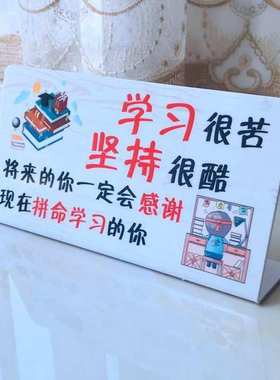 学习很苦
坚持很酷
将来的你一定会感谢
现在拼命学习的你